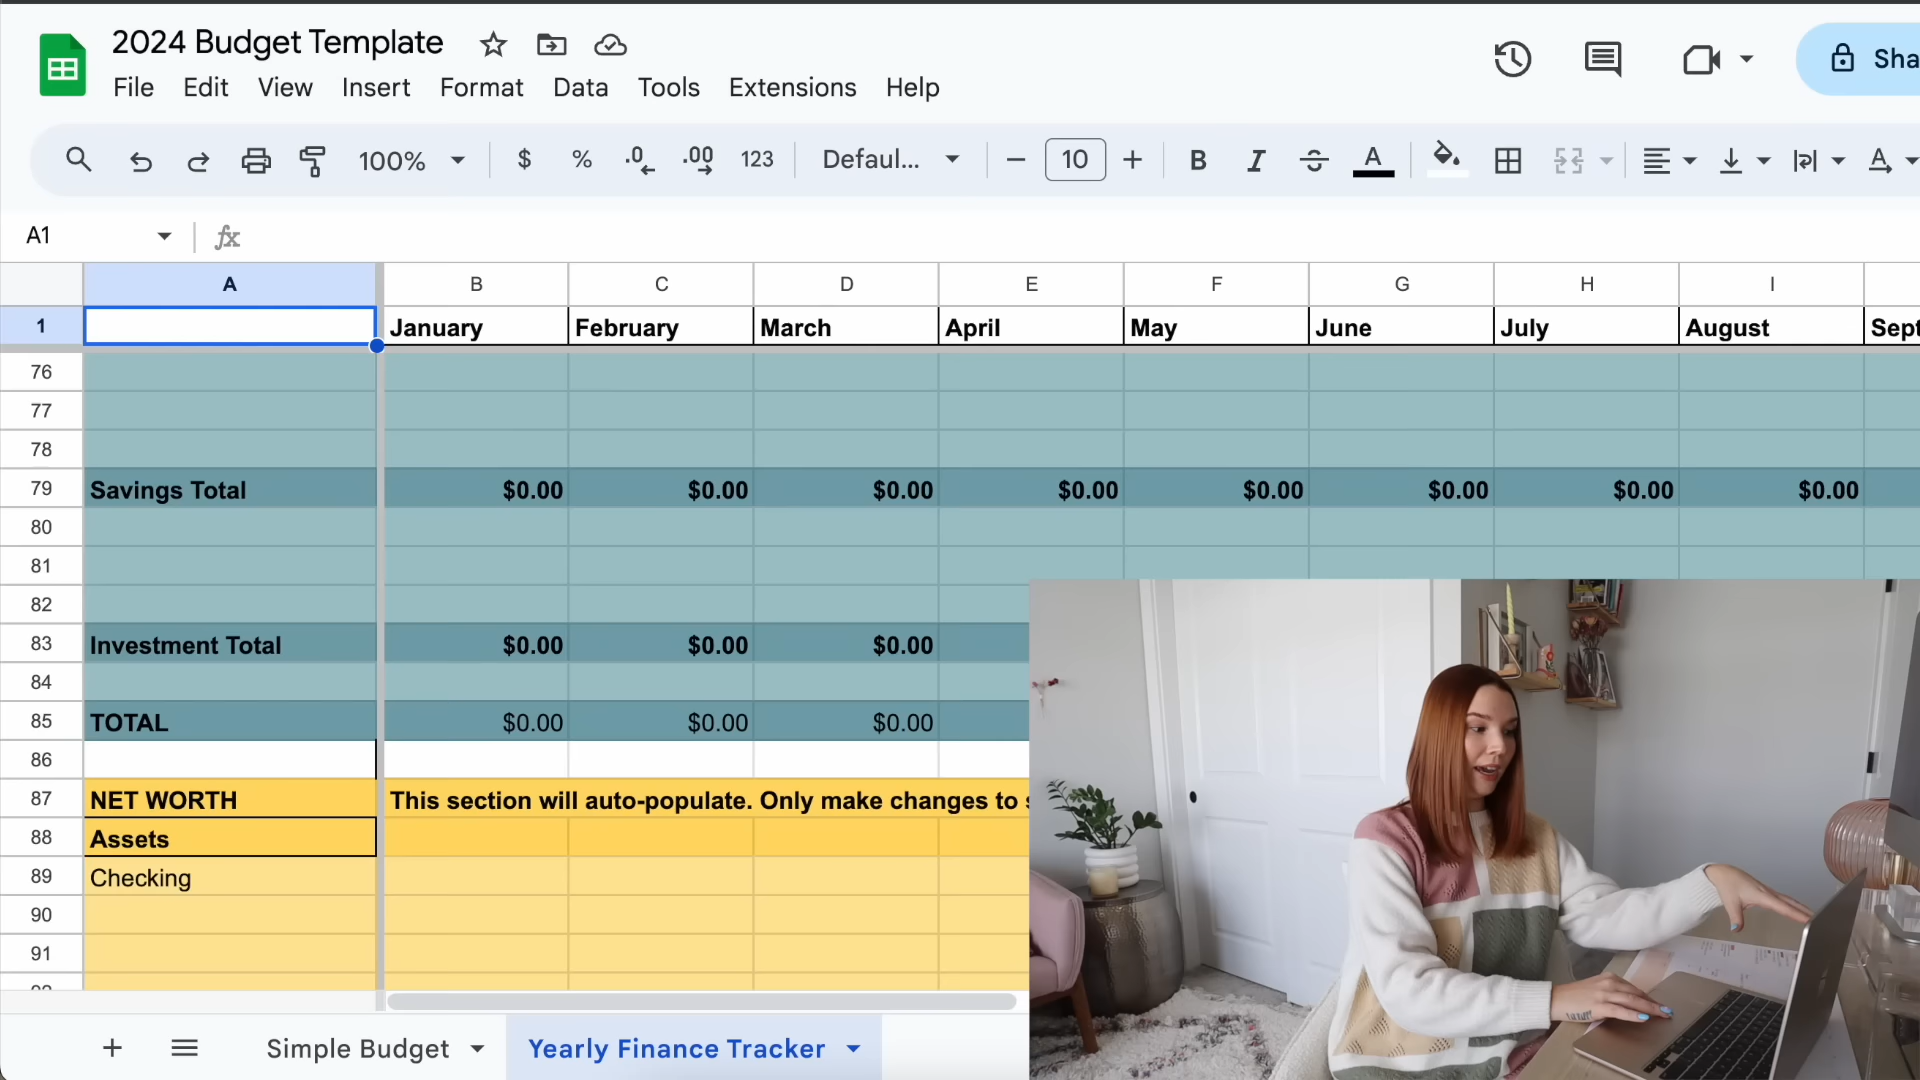 2024 Budget Template
File Edit View Insert Format Data Tools Extensions Help
Sha
100% $ % .0 .00 123 Defaul... 10 B I A A
A1 fx
A B C D E F G H I
1 January February March April May June July August Sept
76
77
78
79 Savings Total $0.00 $0.00 $0.00 $0.00 $0.00 $0.00 $0.00 $0.00
80
81
82
83 Investment Total $0.00 $0.00 $0.00
84
85 TOTAL $0.00 $0.00 $0.00
86
87 NET WORTH This section will auto-populate. Only make changes to
88 Assets
89 Checking
90
91
92
Simple Budget Yearly Finance Tracker